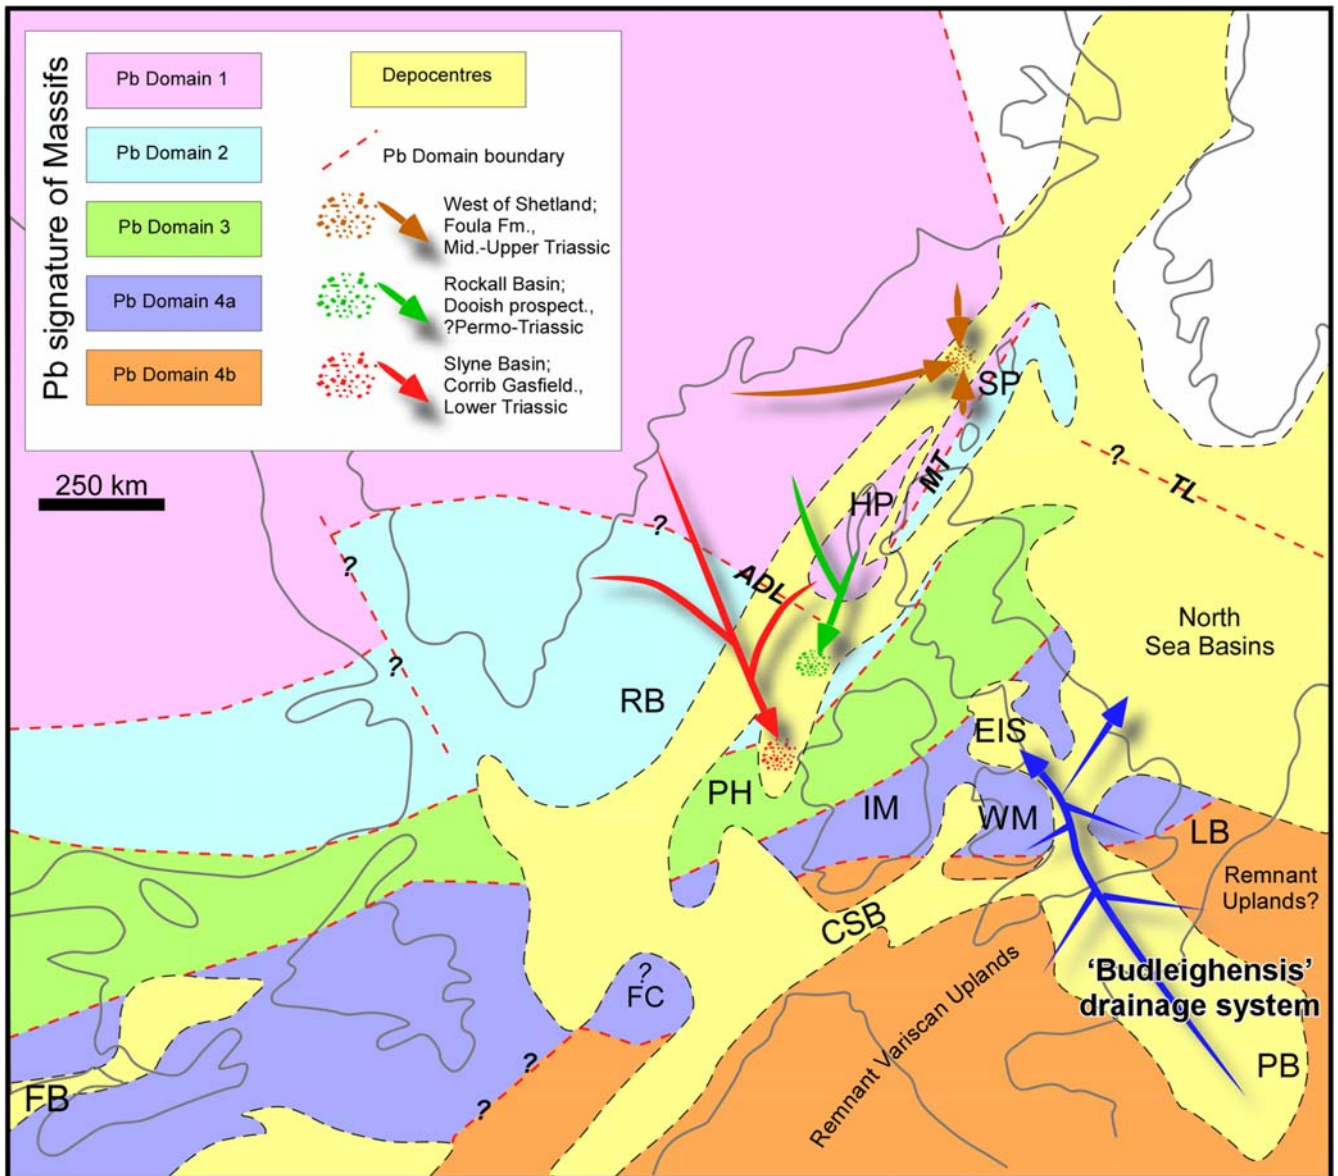 Pb signature of Massifs
Pb Domain 1
Pb Domain 2
Pb Domain 3
Pb Domain 4a
Pb Domain 4b
Depocentres
Pb Domain boundary
West of Shetland;
Foula Fm.,
Mid.-Upper Triassic
Rockall Basin;
Dooish prospect.,
?Permo-Triassic
Slyne Basin;
Corrib Gasfield.,
Lower Triassic
250 km
SP
MT
HP
?
TL
?
?
ADL
?
North
Sea Basins
RB
EIS
PH
IM
WM
LB
Remnant
Uplands?
CSB
?
FC
'Budleighensis'
drainage system
Remnant Variscan Uplands
?
?
PB
FB